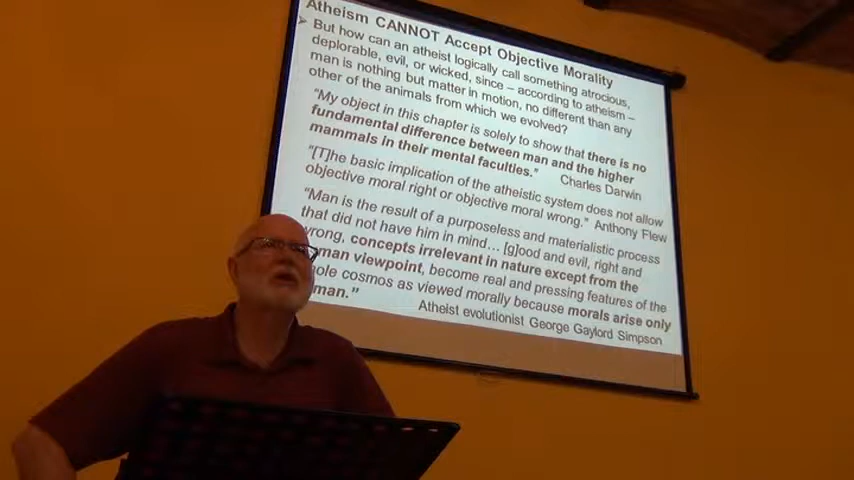 Atheism CANNOT Accept Objective Morality
But how can an atheist logically call something atrocious,
deplorable, evil, or wicked, since – according to atheism –
man is nothing but matter in motion, no different than any
other of the animals from which we evolved?
"My object in this chapter is solely to show that there is no
fundamental difference between man and the higher
mammals in their mental faculties." Charles Darwin
"[T]he basic implication of the atheistic system does not allow
objective moral right or objective moral wrong." Anthony Flew
"Man is the result of a purposeless and materialistic process
that did not have him in mind... [g]ood and evil, right and
wrong, concepts irrelevant in nature except from the
viewpoint, become real and pressing features of the
cosmos as viewed morally because morals arise only
man."
Atheist evolutionist George Gaylord Simpson